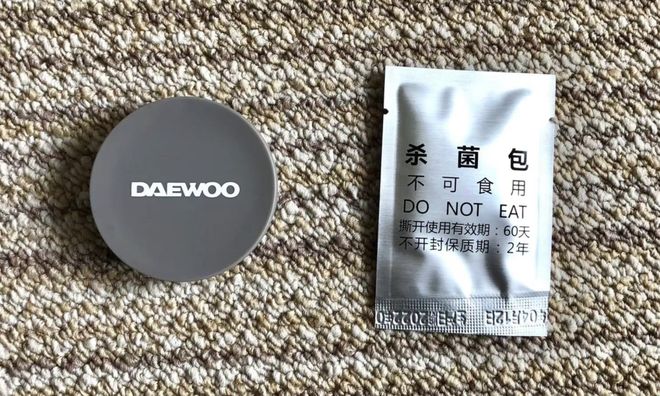 DAEWOO
杀菌包
不可食用
DO NOT EAT
撕开使用有效期：60天
不开封保质期：2年